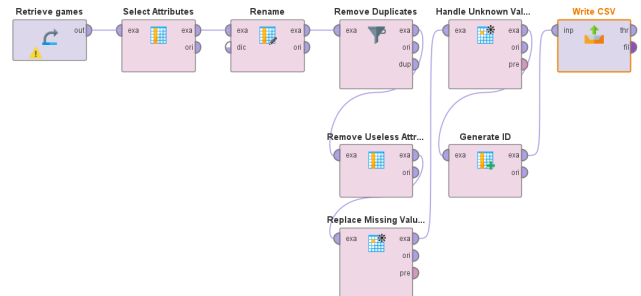 Retrieve games
out
Select Attributes
exa
exa
ori
Rename
exa
exa
dic
ori
Remove Duplicates
exa
exa
ori
dup
Handle Unknown Val...
exa
exa
ori
pre
Write CSV
inp
thr
fil
Remove Useless Attr...
exa
exa
ori
Generate ID
exa
exa
ori
Replace Missing Valu...
exa
exa
ori
pre